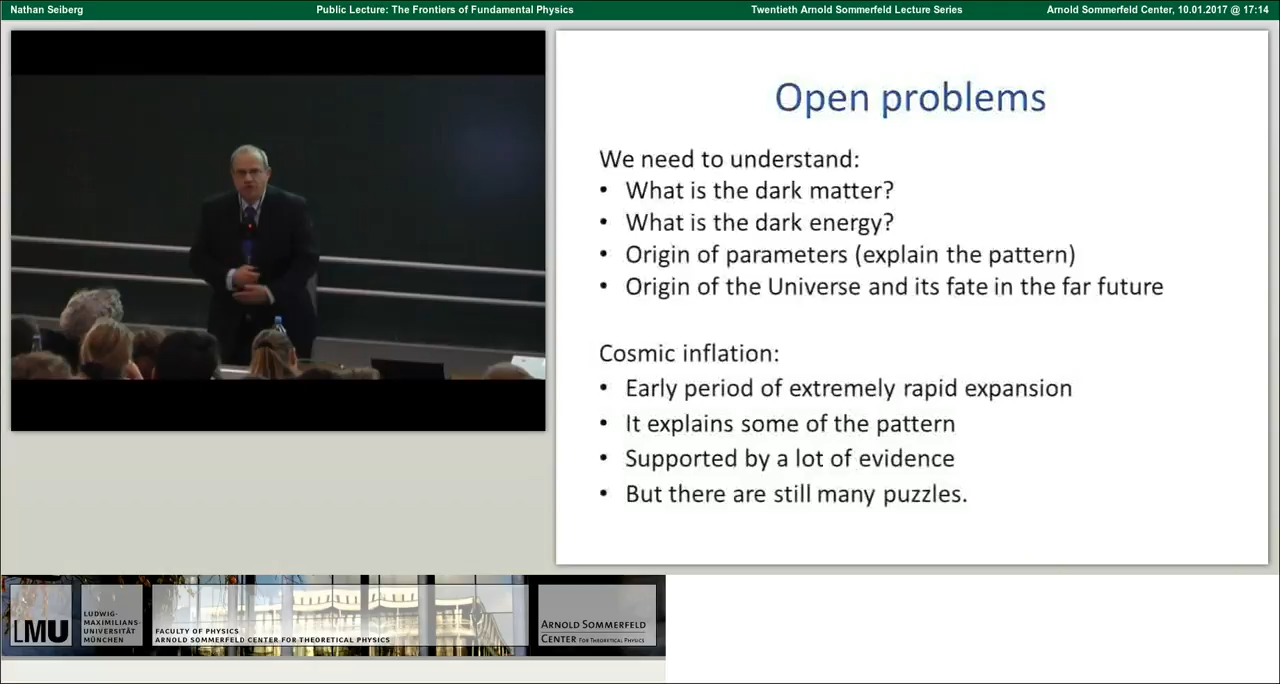 Nathan Seiberg
Public Lecture: The Frontiers of Fundamental Physics
Twentieth Arnold Sommerfeld Lecture Series
Arnold Sommerfeld Center, 10.01.2017 @ 17:14
Open problems
We need to understand:
• What is the dark matter?
• What is the dark energy?
• Origin of parameters (explain the pattern)
• Origin of the Universe and its fate in the far future
Cosmic inflation:
• Early period of extremely rapid expansion
• It explains some of the pattern
• Supported by a lot of evidence
• But there are still many puzzles.
LMU
LUDWIG-
MAXIMILIANS-
UNIVERSITÄT
MÜNCHEN
FACULTY OF PHYSICS
ARNOLD SOMMERFELD CENTER FOR THEORETICAL PHYSICS
ARNOLD SOMMERFELD
CENTER FOR THEORETICAL PHYSICS